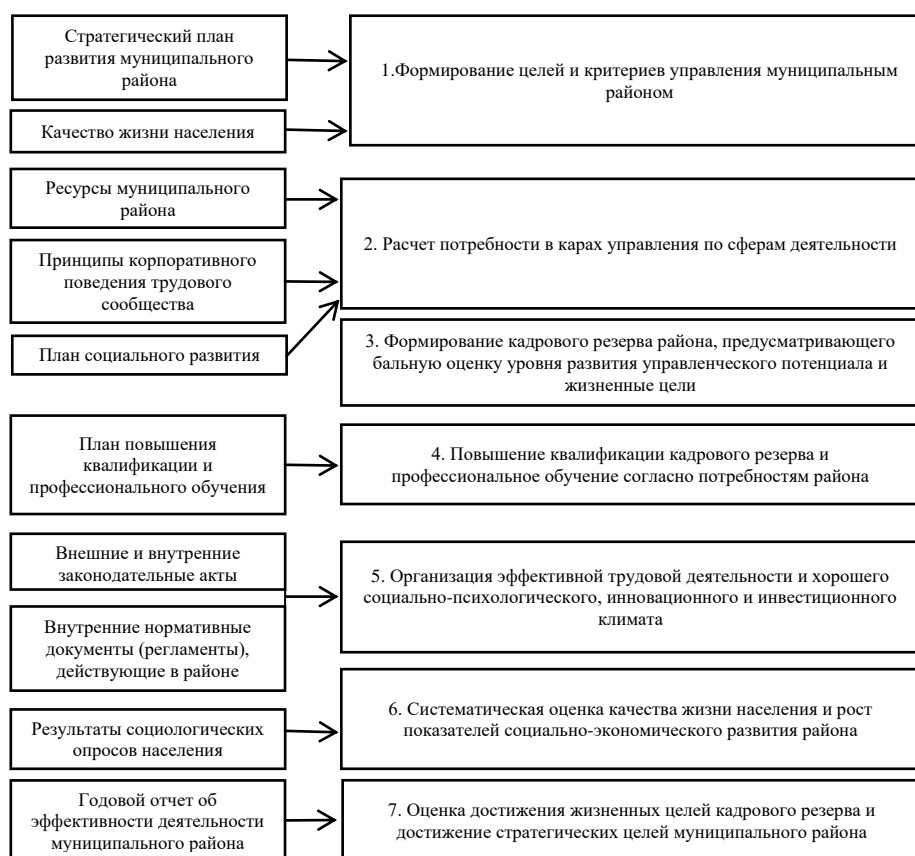 Стратегический план
развития муниципального
района
1.Формирование целей и критериев управления муниципальным
районом
Качество жизни населения
Ресурсы муниципального
района
2. Расчет потребности в карах управления по сферам деятельности
Принципы корпоративного
поведения трудового
сообщества
План социального развития
3. Формирование кадрового резерва района, предусматривающего
бальную оценку уровня развития управленческого потенциала и
жизненные цели
План повышения
квалификации и
профессионального обучения
4. Повышение квалификации кадрового резерва и
профессиональное обучение согласно потребностям района
Внешние и внутренние
законодательные акты
5. Организация эффективной трудовой деятельности и хорошего
социально-психологического, инновационного и инвестиционного
климата
Внутренние нормативные
документы (регламенты),
действующие в районе
6. Систематическая оценка качества жизни населения и рост
показателей социально-экономического развития район
Результаты социологических
опросов населения
Годовой отчет об
эффективности деятельности
муниципального района
7. Оценка достижения жизненных целей кадрового резерва и
достижение стратегических целей муниципального района